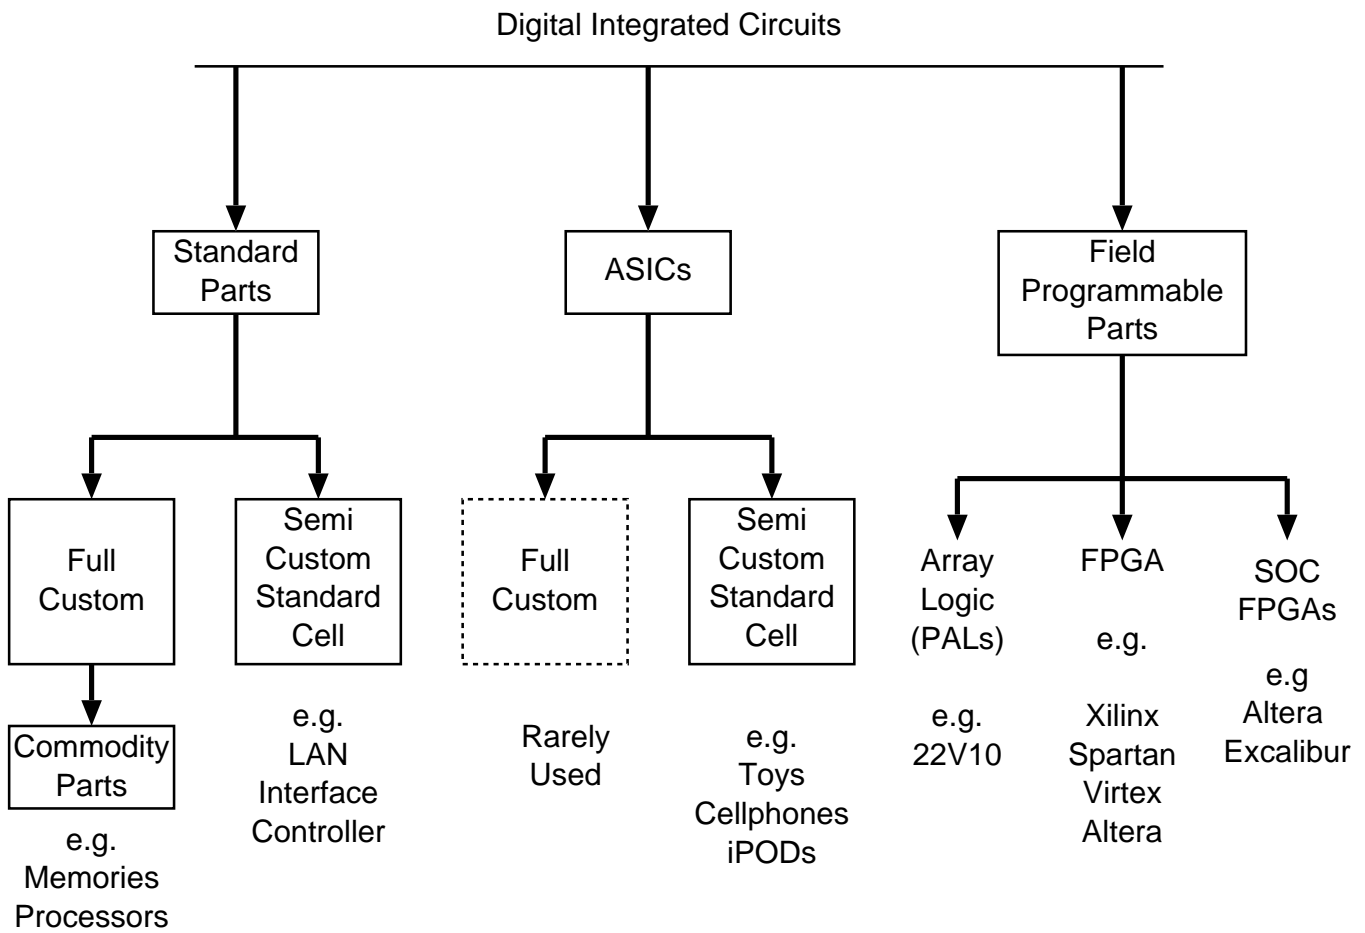 Digital Integrated Circuits
Standard
Parts
ASICs
Field
Programmable
Parts
Full
Custom
Semi
Custom
Standard
Cell
Full
Custom
Semi
Custom
Standard
Cell
Array
Logic
(PALs)
FPGA
SOC
FPGAs
Commodity
Parts
e.g.
Memories
Processors
e.g.
LAN
Interface
Controller
Rarely
Used
e.g.
Toys
Cellphones
iPODs
e.g.
22V10
e.g.
Xilinx
Spartan
Virtex
Altera
e.g
Altera
Excalibur